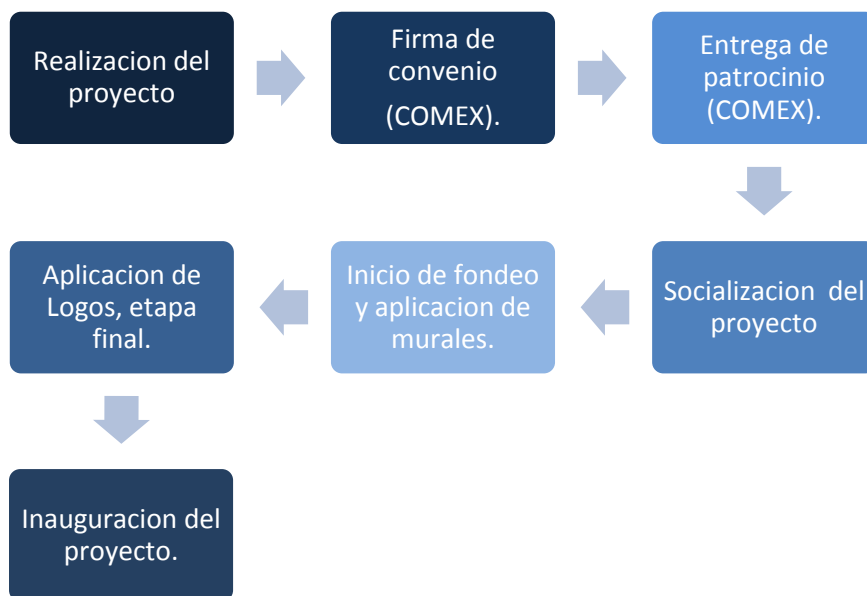 Realizacion del
proyecto
Firma de
convenio
(COMEX).
Entrega de
patrocinio
(COMEX).
Socializacion del
proyecto
Inicio de fondeo
y aplicacion de
murales.
Aplicacion de
Logos, etapa
final.
Inauguracion del
proyecto.